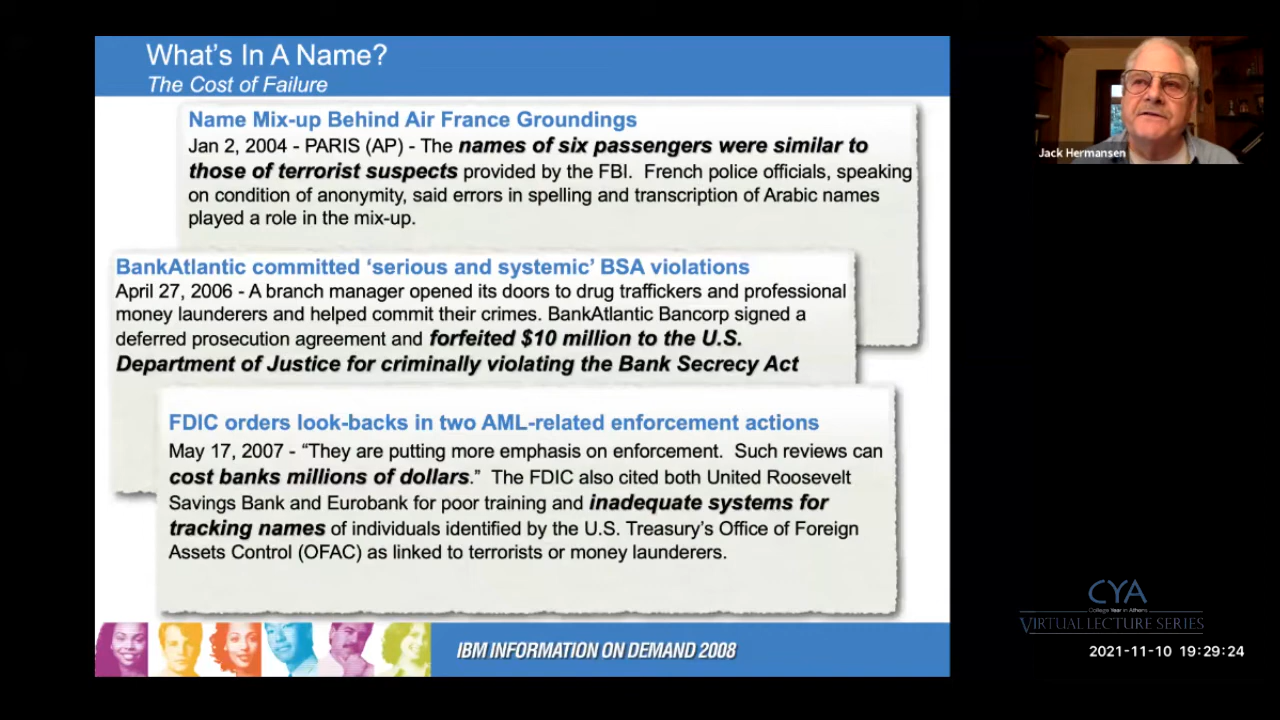 What's In A Name?
The Cost of Failure
Name Mix-up Behind Air France Groundings
Jan 2, 2004 - PARIS (AP) - The names of six passengers were similar to
those of terrorist suspects provided by the FBI. French police officials, speaking
on condition of anonymity, said errors in spelling and transcription of Arabic names
played a role in the mix-up.
BankAtlantic committed ‘serious and systemic’ BSA violations
April 27, 2006 - A branch manager opened its doors to drug traffickers and professional
money launderers and helped commit their crimes. BankAtlantic Bancorp signed a
deferred prosecution agreement and forfeited $10 million to the U.S.
Department of Justice for criminally violating the Bank Secrecy Act
FDIC orders look-backs in two AML-related enforcement actions
May 17, 2007 - “They are putting more emphasis on enforcement. Such reviews can
cost banks millions of dollars.” The FDIC also cited both United Roosevelt
Savings Bank and Eurobank for poor training and inadequate systems for
tracking names of individuals identified by the U.S. Treasury's Office of Foreign
Assets Control (OFAC) as linked to terrorists or money launderers.
IBM INFORMATION ON DEMAND 2008
Jack Hermansen
CYA
College Year in Athens
VIRTUAL LECTURE SERIES
2021-11-10 19:29:24